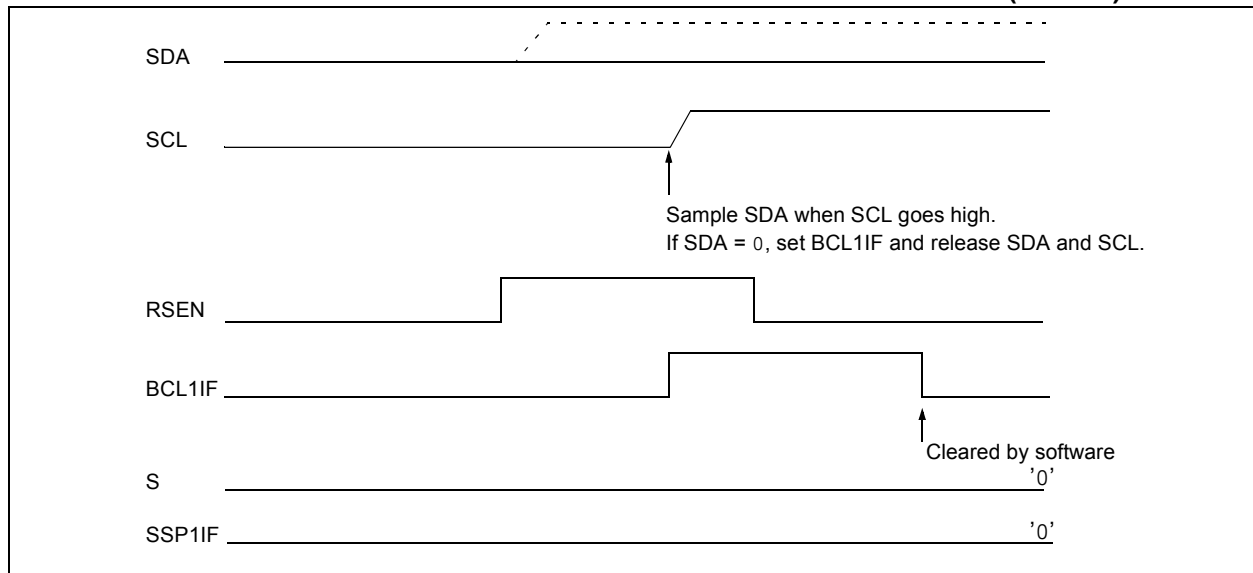 SDA
SCL
Sample SDA when SCL goes high.
If SDA = 0, set BCL1IF and release SDA and SCL.
RSEN
BCL1IF
Cleared by software
S
'0'
SSP1IF
'0'